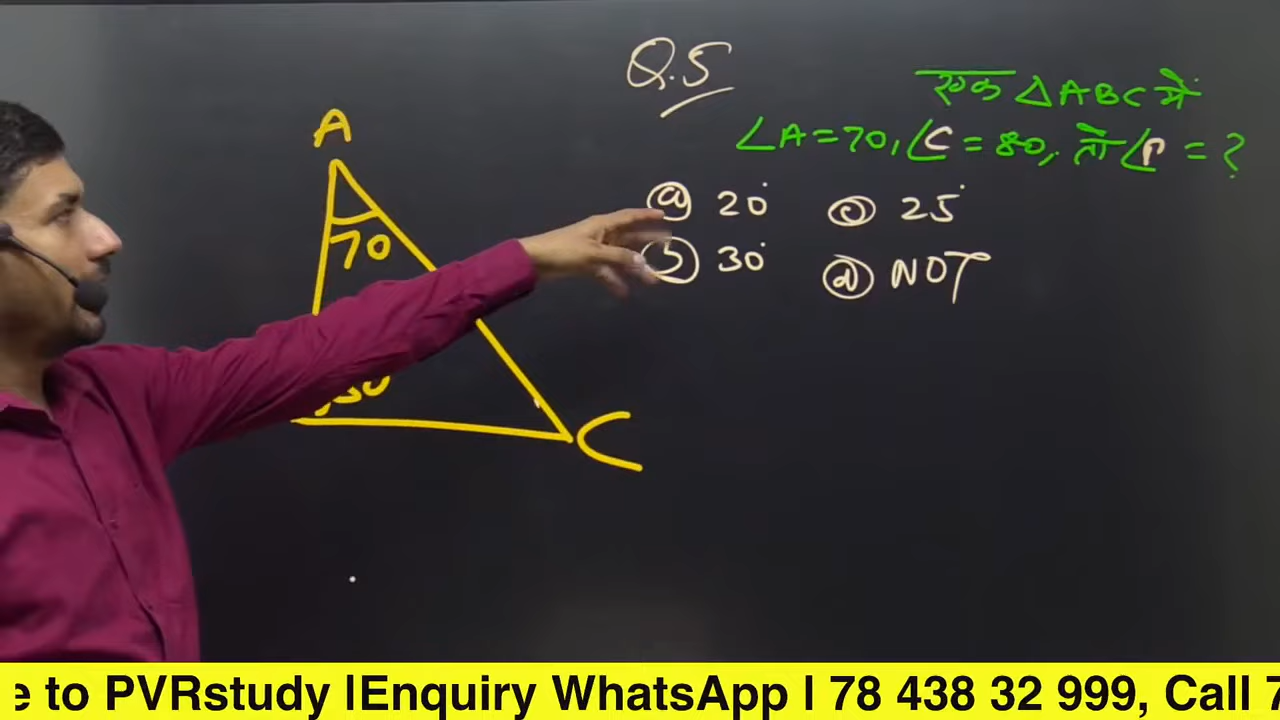 Q.5
एक △ABC में
∠A=70, ∠C = 80, तो ∠ = ?
ⓐ 20° ⓒ 25°
30° ⓓ NOT
A
70
C
e to PVRstudy |Enquiry WhatsApp | 78 438 32 999, Call 7